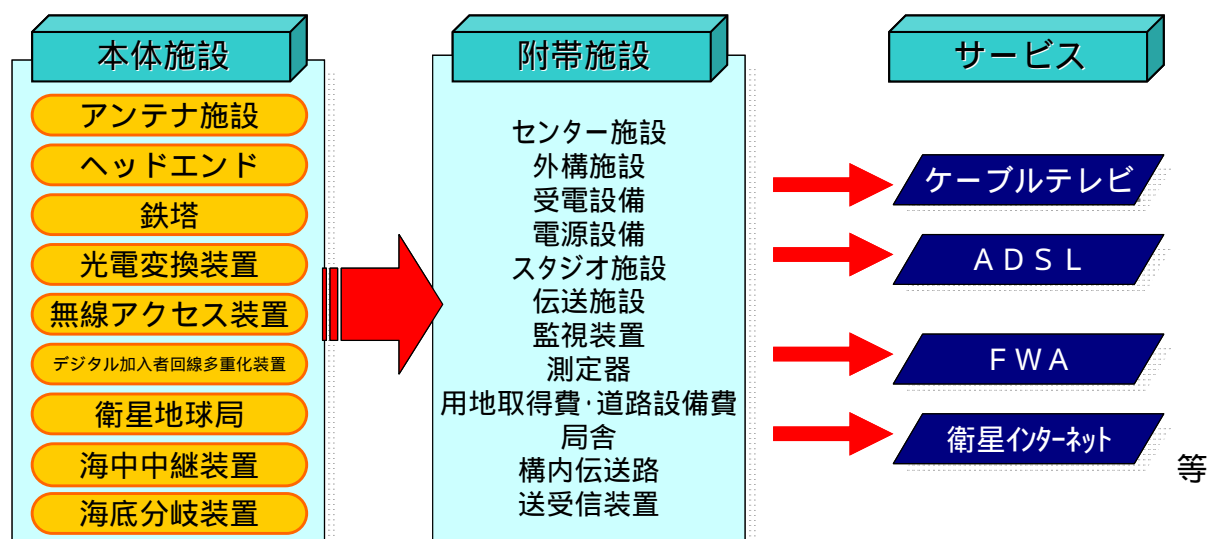 本体施設
アンテナ施設
ヘッドエンド
鉄塔
光電変換装置
無線アクセス装置
デジタル加入者回線多重化装置
衛星地球局
海中中継装置
海底分岐装置
附帯施設
センター施設
外構施設
受電設備
電源設備
スタジオ施設
伝送施設
監視装置
測定器
用地取得費・道路設備費
局舎
構内伝送路
送受信装置
サービス
ケーブルテレビ
ＡＤＳＬ
ＦＷＡ
衛星インターネット
等